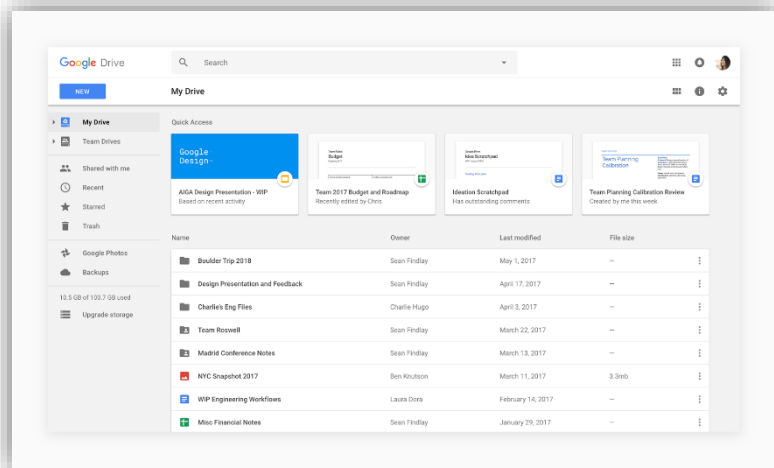 Google Drive
Search
NEW
My Drive
My Drive
Team Drives
Shared with me
Recent
Starred
Trash
Google Photos
Backups
10.5 GB of 100.7 GB used
Upgrade storage
Quick Access
Google
Design
AIGA Design Presentation - WIP
Based on recent activity
Budget
Team 2017 Budget and Roadmap
Recently edited by Chris
Idea Scratchpad
Ideation Scratchpad
Has outstanding comments
Team Planning
Calibration
Team Planning Calibration Review
Created by me this week
Name Owner Last modified File size
Boulder Trip 2018 Sean Findlay May 1, 2017 –
Design Presentation and Feedback Sean Findlay April 17, 2017 –
Charlie's Eng Files Charlie Hugo April 3, 2017 –
Team Roswell Sean Findlay March 22, 2017 –
Madrid Conference Notes Sean Findlay March 13, 2017 –
NYC Snapshot 2017 Ben Knutson March 11, 2017 3.3mb
WIP Engineering Workflows Laura Dora February 14, 2017 –
Misc Financial Notes Sean Findlay January 29, 2017 –